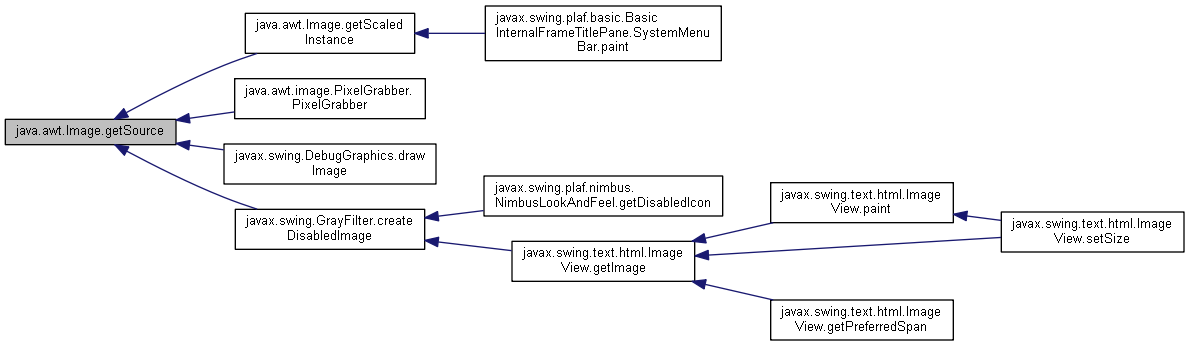 java.awt.Image.getScaled
Instance
javax.swing.plaf.basic.Basic
InternalFrameTitlePane.SystemMenu
Bar.paint
java.awt.image.PixelGrabber.
PixelGrabber
java.awt.Image.getSource
javax.swing.DebugGraphics.draw
Image
javax.swing.GrayFilter.create
DisabledImage
javax.swing.plaf.nimbus.
NimbusLookAndFeel.getDisabledIcon
javax.swing.text.html.Image
View.getImage
javax.swing.text.html.Image
View.paint
javax.swing.text.html.Image
View.setSize
javax.swing.text.html.Image
View.getPreferredSpan